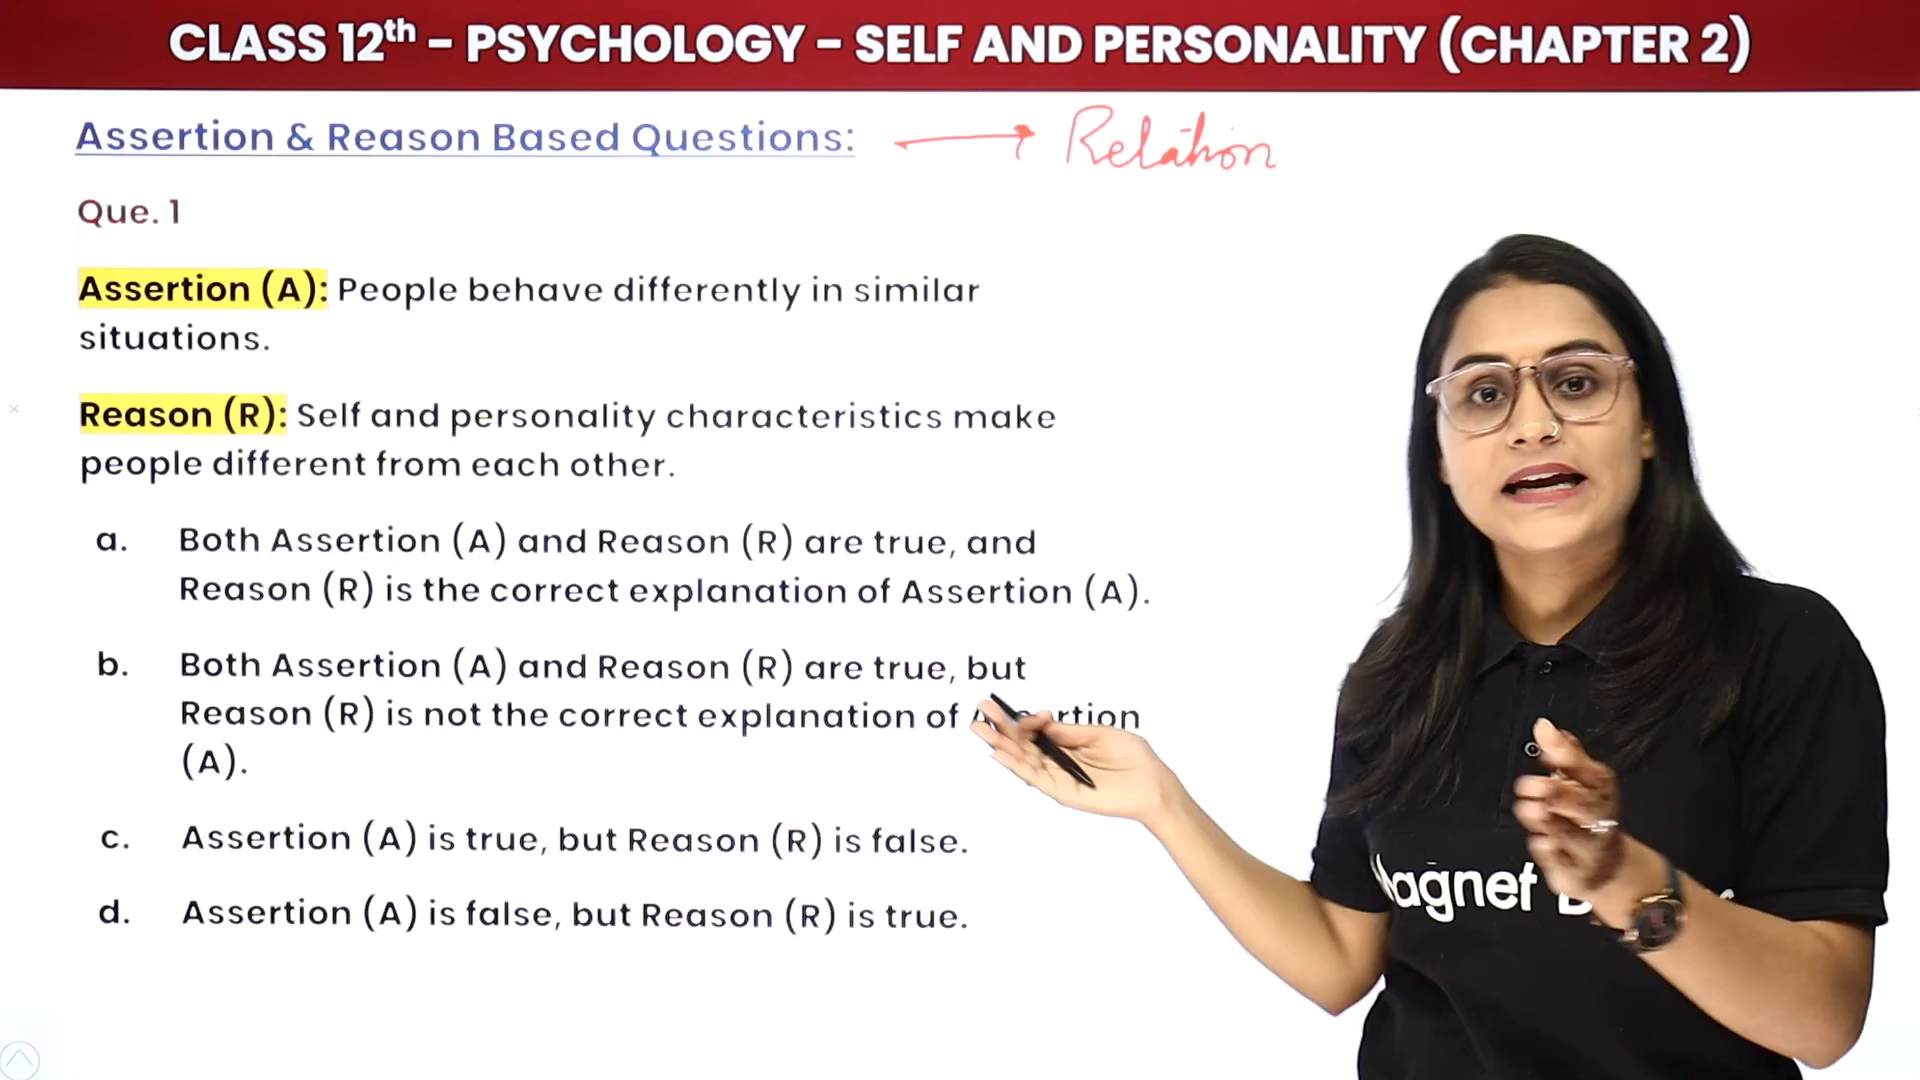 CLASS 12th - PSYCHOLOGY - SELF AND PERSONALITY (CHAPTER 2)
Assertion & Reason Based Questions: Relation
Que. 1
Assertion (A): People behave differently in similar
situations.
Reason (R): Self and personality characteristics make
people different from each other.
a. Both Assertion (A) and Reason (R) are true, and
Reason (R) is the correct explanation of Assertion (A).
b. Both Assertion (A) and Reason (R) are true, but
Reason (R) is not the correct explanation of
(A).
c. Assertion (A) is true, but Reason (R) is false.
d. Assertion (A) is false, but Reason (R) is true.